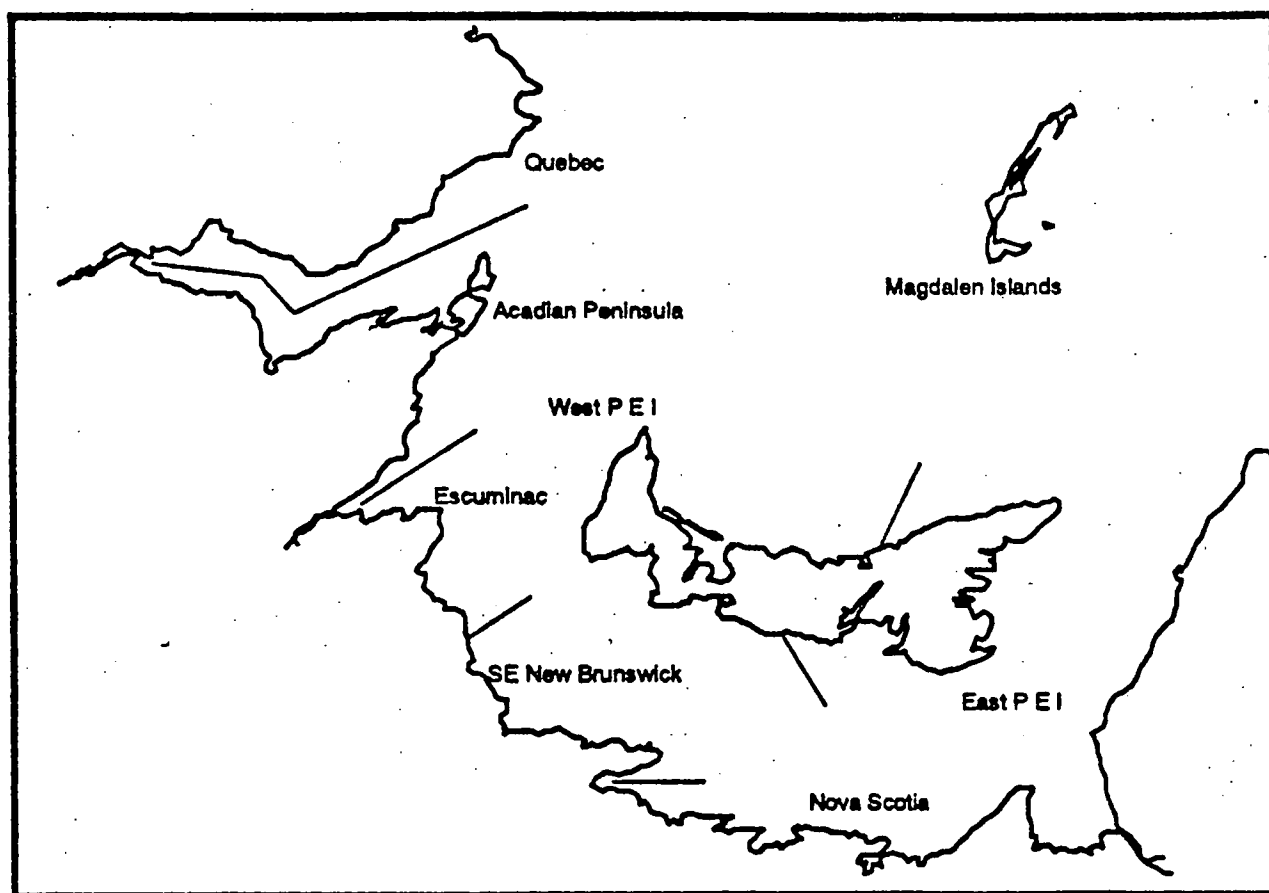 Quebec
Magdalen Islands
Acadian Peninsula
West P E I
Escuminac
SE New Brunswick
East P E I
Nova Scotia